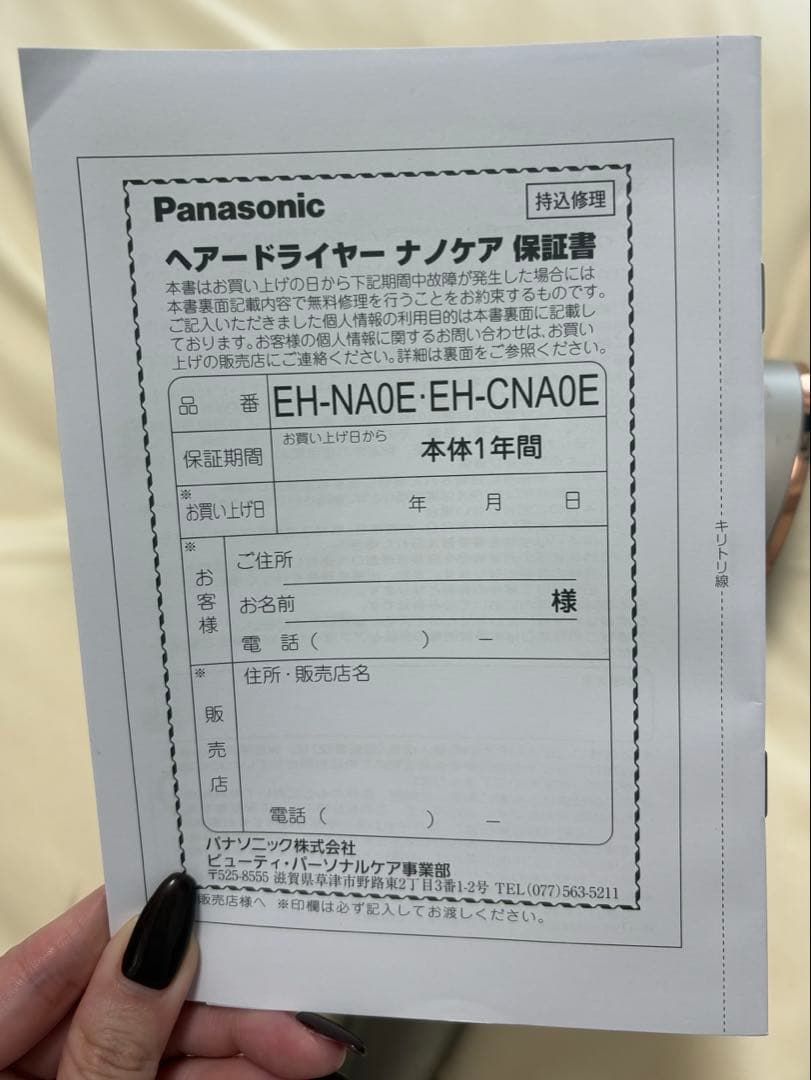 Panasonic
持込修理
ヘアードライヤー ナノケア 保証書
本書はお買い上げの日から下記期間中故障が発生した場合には
本書裏面記載内容で無料修理を行うことをお約束するものです。
ご記入いただきました個人情報の利用目的は本書裏面に記載し
ております。お客様の個人情報に関するお問い合わせは、お買い
上げの販売店にご連絡ください。詳細は裏面をご参照ください。
品 番 EH-NA0E・EH-CNA0E
保証期間 お買い上げ日から 本体1年間
※お買い上げ日 年 月 日
※お客様
ご住所
お名前 様
電 話 ( ) ―
※販売店
住所・販売店名
電話 ( ) ―
パナソニック株式会社
ビューティ・パーソナルケア事業部
〒525-8555 滋賀県草津市野路東2丁目3番1-2号 TEL(077)563-5211
販売店様へ ※印欄は必ず記入してお渡しください。
キリトリ線